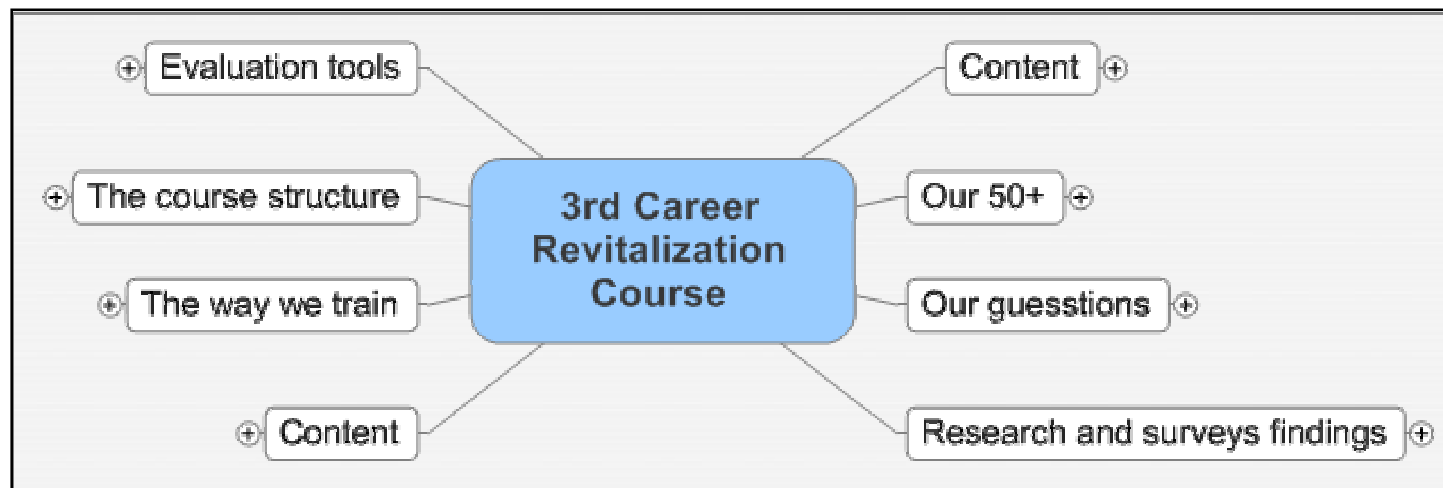 Evaluation tools
Content
The course structure
Our 50+
3rd Career
Revitalization
Course
The way we train
Our guesstions
Content
Research and surveys findings